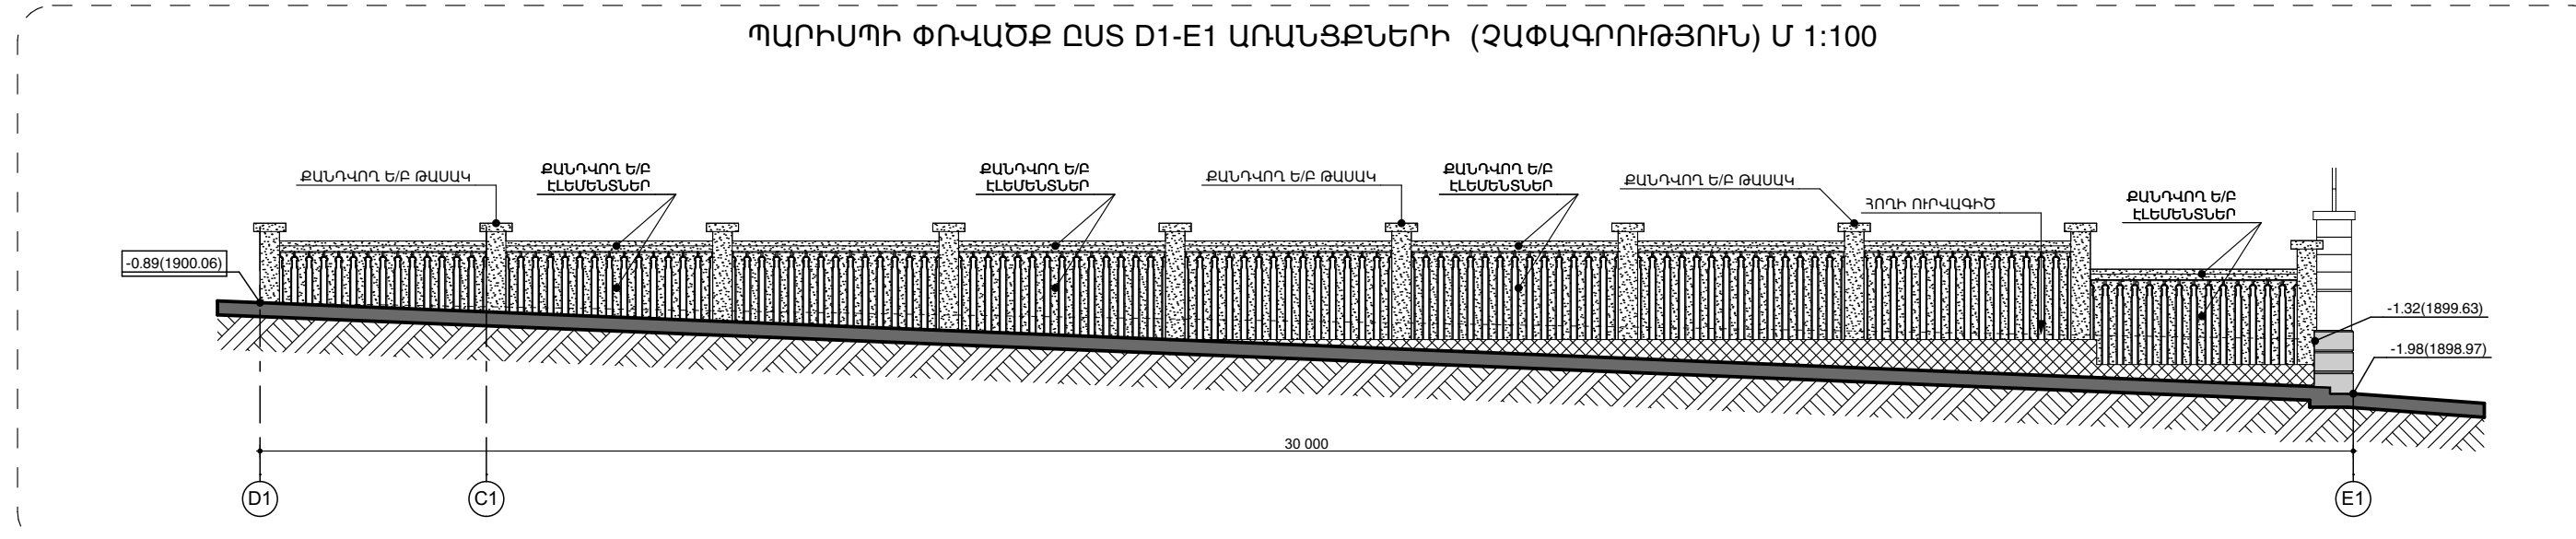 ՊԱՐԻՍՊԻ ՓՌՎԱԾՔ ԸՍՏ D1-E1 ԱՌԱՆՑՔՆԵՐԻ (ՉԱՓԱԳՐՈՒԹՅՈՒՆ) Մ 1:100
ՔԱՆԴՎՈՂ Ե/Բ ԹԱՍԱԿ
ՔԱՆԴՎՈՂ Ե/Բ
ԷԼԵՄԵՆՏՆԵՐ
ՔԱՆԴՎՈՂ Ե/Բ
ԷԼԵՄԵՆՏՆԵՐ
ՔԱՆԴՎՈՂ Ե/Բ ԹԱՍԱԿ
ՔԱՆԴՎՈՂ Ե/Բ
ԷԼԵՄԵՆՏՆԵՐ
ՔԱՆԴՎՈՂ Ե/Բ ԹԱՍԱԿ
ՀՈՂԻ ՈՒՐՎԱԳԻԾ
ՔԱՆԴՎՈՂ Ե/Բ
ԷԼԵՄԵՆՏՆԵՐ
-0.89(1900.06)
-1.32(1899.63)
-1.98(1898.97)
30 000
D1
C1
E1